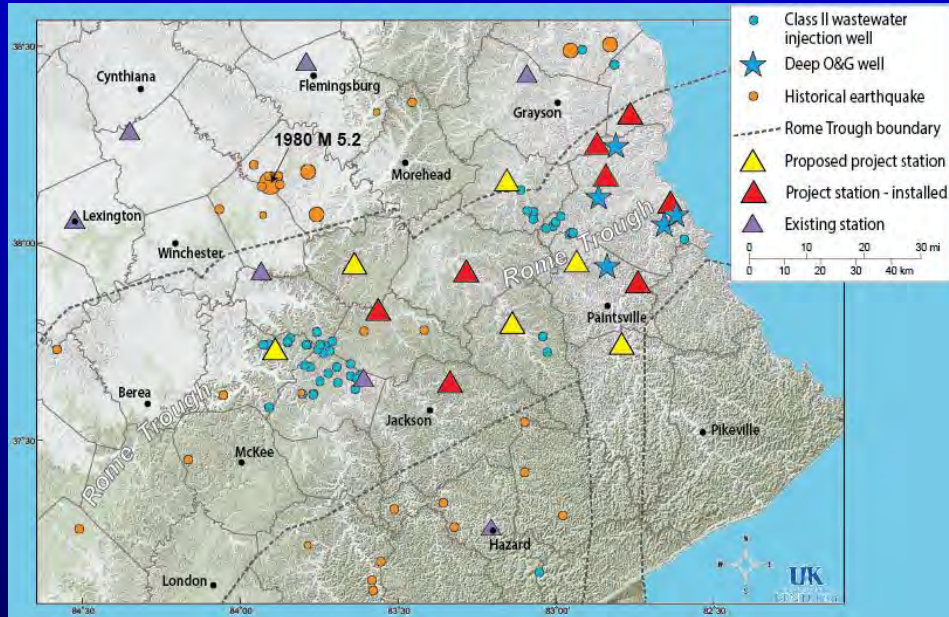 Class II wastewater
injection well
Deep O&G well
Historical earthquake
Rome Trough boundary
Proposed project station
Project station - installed
Existing station
0 10 20 30 mi
0 10 20 30 40 km
38°30'
38°00'
37°30'
Cynthiana
Flemingsburg
Grayson
1980 M 5.2
Morehead
Lexington
Winchester
Rome Trough
Paintsville
Berea
Rome Trough
Jackson
Pikeville
McKee
Hazard
London
N
E
S
UK
84°30'
84°00'
83°30'
83°00'
82°30'